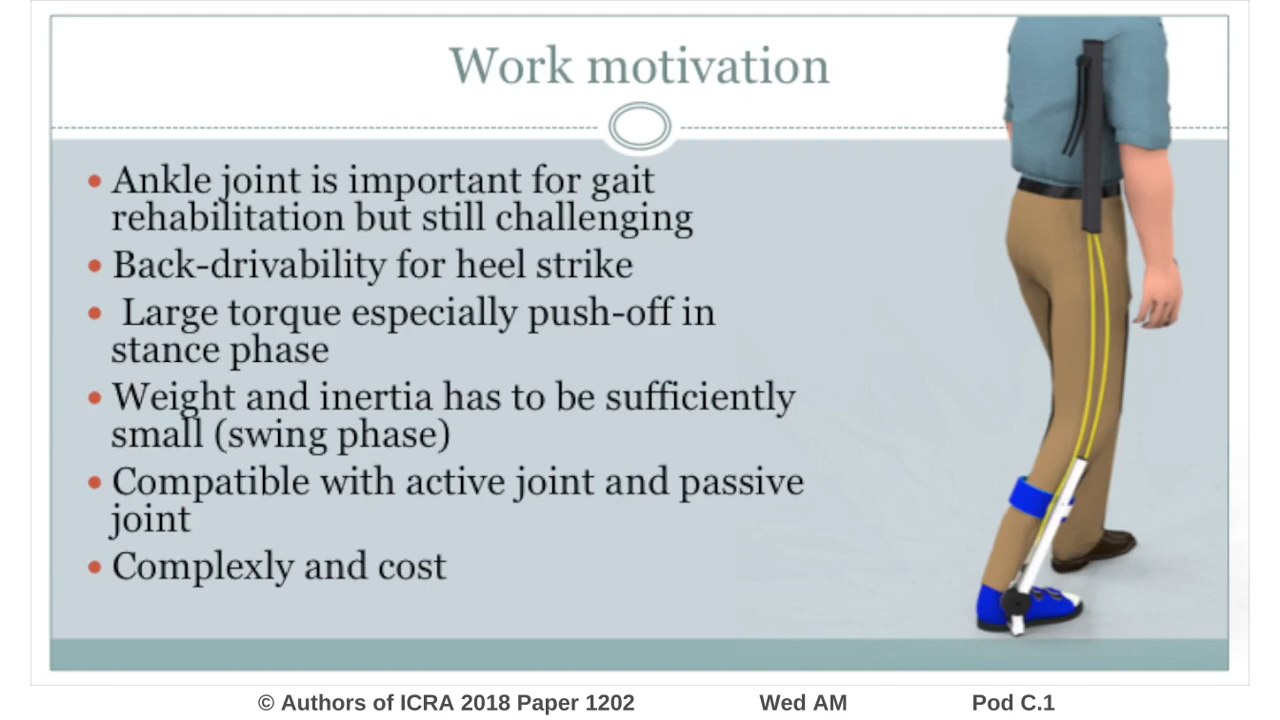 Work motivation
• Ankle joint is important for gait
rehabilitation but still challenging
• Back-drivability for heel strike
• Large torque especially push-off in
stance phase
• Weight and inertia has to be sufficiently
small (swing phase)
• Compatible with active joint and passive
joint
• Complexly and cost
© Authors of ICRA 2018 Paper 1202 Wed AM Pod C.1